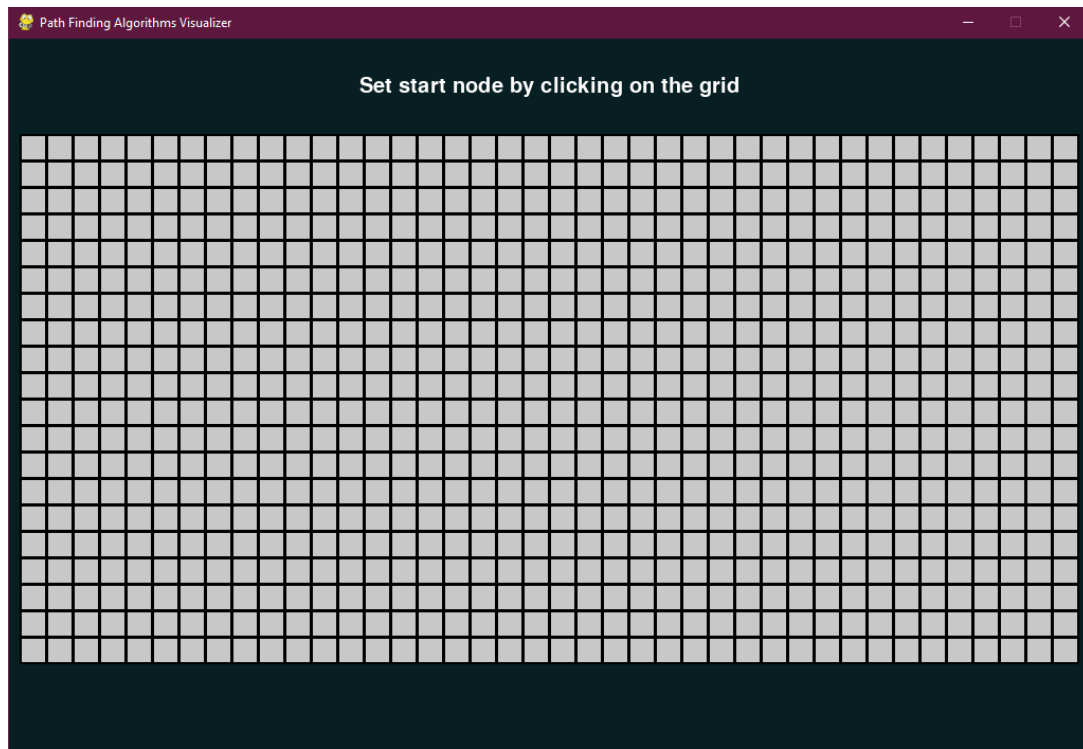 Path Finding Algorithms Visualizer
Set start node by clicking on the grid